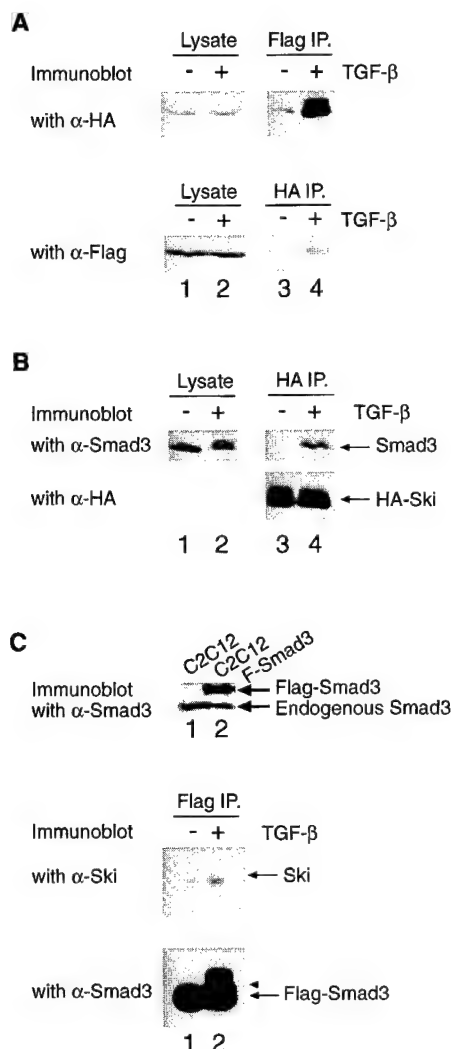 A
Lysate Flag IP.
Immunoblot - + - + TGF-β
with α-HA
Lysate HA IP.
- + - + TGF-β
with α-Flag
1 2 3 4
B
Lysate HA IP.
Immunoblot - + - + TGF-β
with α-Smad3 Smad3
with α-HA HA-Ski
1 2 3 4
C
C2C12
C2C12
F-Smad3
Immunoblot Flag-Smad3
with α-Smad3 Endogenous Smad3
1 2
Flag IP.
Immunoblot - + TGF-β
with α-Ski Ski
with α-Smad3 Flag-Smad3
1 2